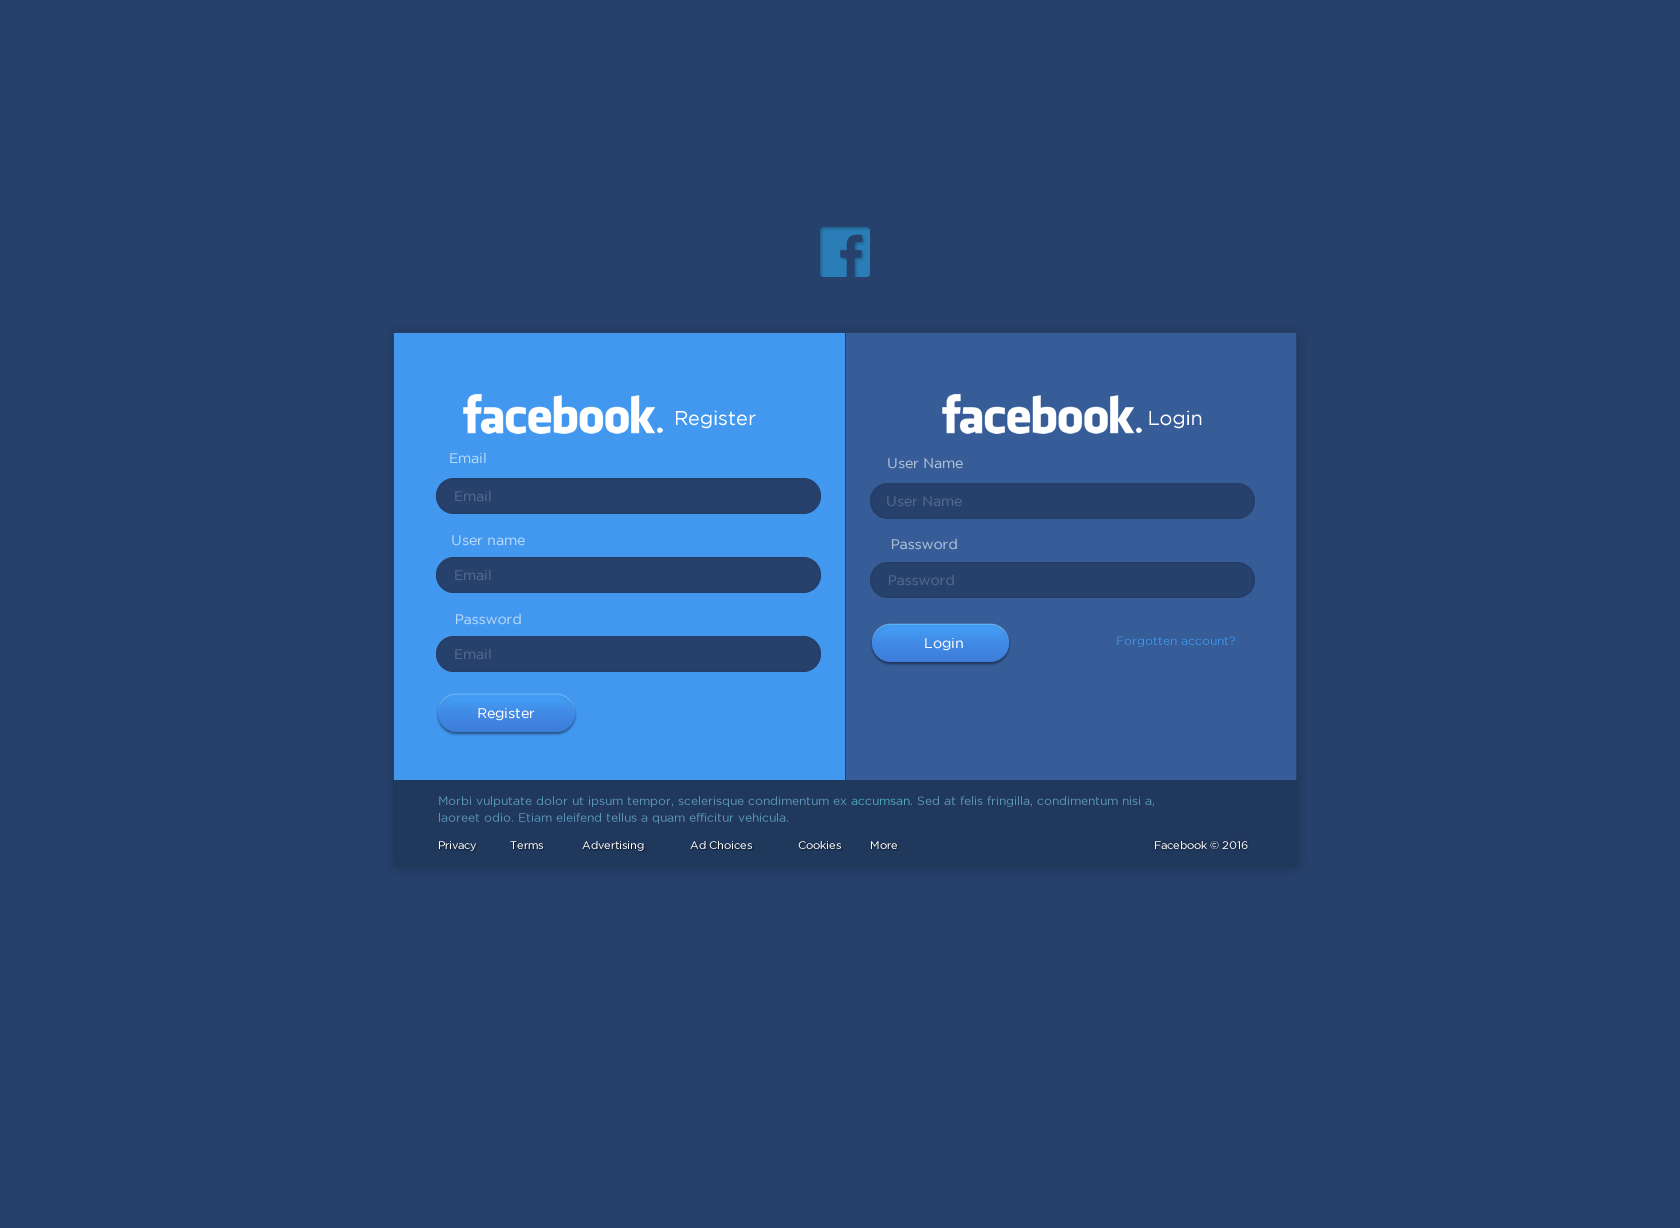 facebook. Register
Email
Email
User name
Email
Password
Email
Register
facebook. Login
User Name
User Name
Password
Password
Login
Forgotten account?
Morbi vulputate dolor ut ipsum tempor, scelerisque condimentum ex accumsan. Sed at felis fringilla, condimentum nisi a,
laoreet odio. Etiam eleifend tellus a quam efficitur vehicula.
Privacy Terms Advertising Ad Choices Cookies More Facebook © 2016